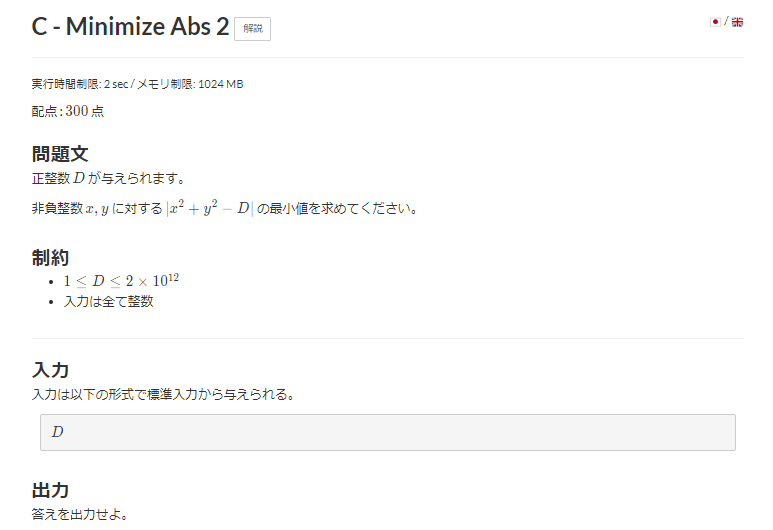 C - Minimize Abs 2 解説
/
実行時間制限: 2 sec / メモリ制限: 1024 MB
配点 : 300 点
問題文
正整数 D が与えられます。
非負整数 x, y に対する |x² + y² − D| の最小値を求めてください。
制約
• 1 ≤ D ≤ 2 × 10¹²
• 入力は全て整数
入力
入力は以下の形式で標準入力から与えられる。
D
出力
答えを出力せよ。